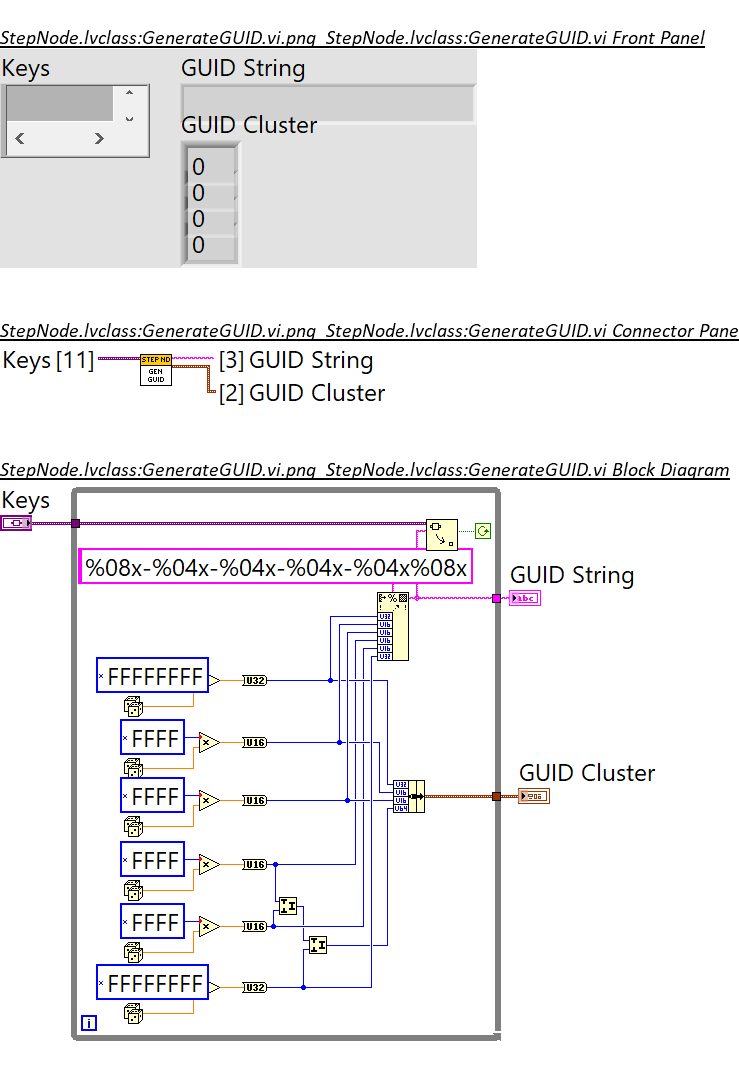 StepNode.lvclass:GenerateGUID.vi.png StepNode.lvclass:GenerateGUID.vi Front Panel
Keys
GUID String
GUID Cluster
0
0
0
0
StepNode.lvclass:GenerateGUID.vi.png StepNode.lvclass:GenerateGUID.vi Connector Pane
Keys [11]
STEP ND
GEN
GUID
[3] GUID String
[2] GUID Cluster
StepNode.lvclass:GenerateGUID.vi.png StepNode.lvclass:GenerateGUID.vi Block Diagram
Keys
%08x-%04x-%04x-%04x-%04x%08x
GUID String
abc
U32
U16
U16
U16
U16
U32
x FFFFFFFF
U32
x FFFF
U16
GUID Cluster
x FFFF
U16
U32
U16
U16
U64
x FFFF
U16
x FFFF
U16
x FFFFFFFF
U32
i